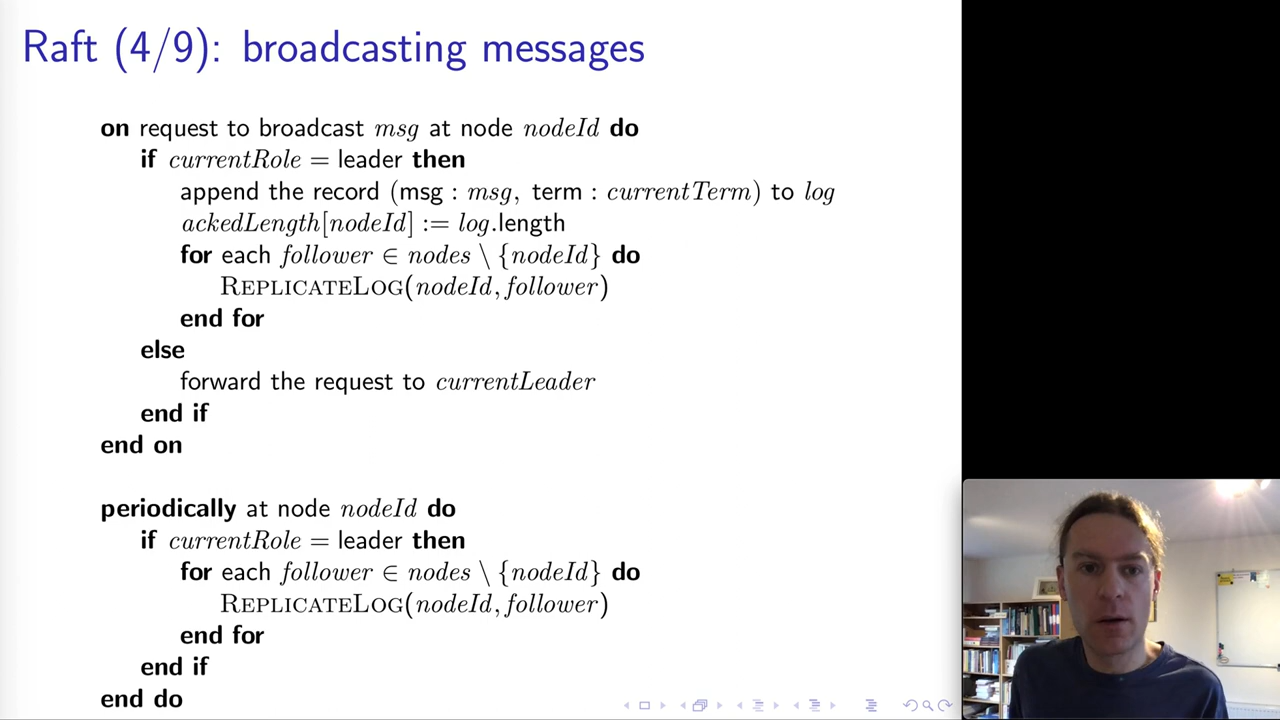 Raft (4/9): broadcasting messages
on request to broadcast msg at node nodeId do
if currentRole = leader then
append the record (msg : msg, term : currentTerm) to log
ackedLength[nodeId] := log.length
for each follower ∈ nodes \ {nodeId} do
REPLICATELOG(nodeId, follower)
end for
else
forward the request to currentLeader
end if
end on
periodically at node nodeId do
if currentRole = leader then
for each follower ∈ nodes \ {nodeId} do
REPLICATELOG(nodeId, follower)
end for
end if
end do